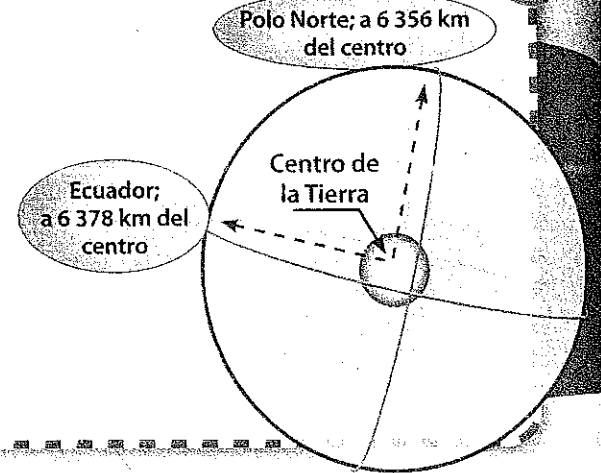 Polo Norte; a 6 356 km
del centro
Centro de
la Tierra
Ecuador;
a 6 378 km del
centro